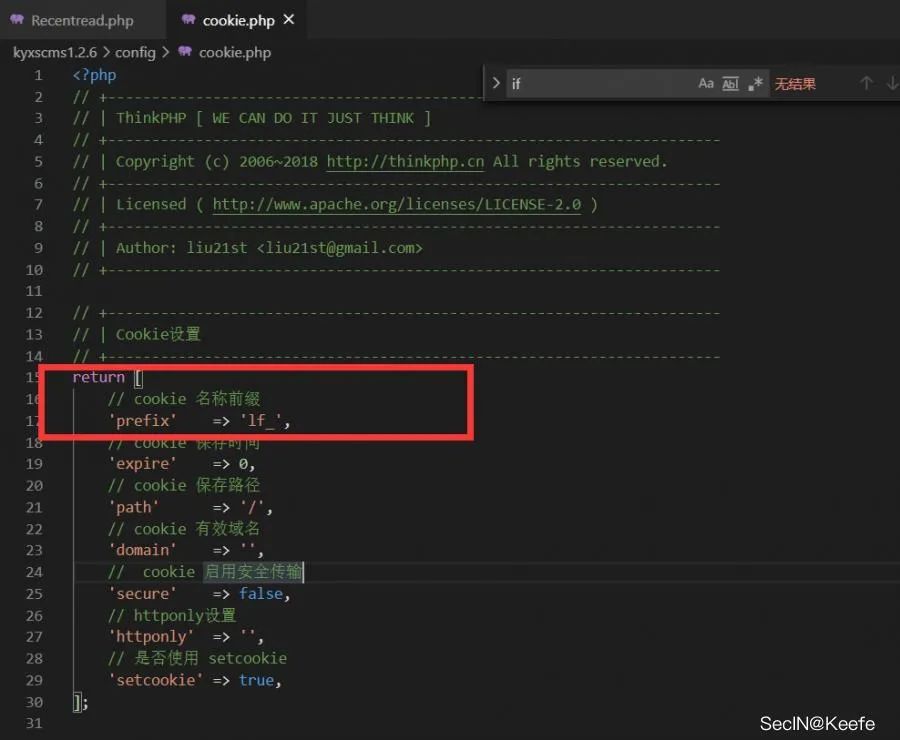 Recentread.php
cookie.php ×
kyxscms1.2.6 > config > cookie.php
if Aa Abl .* 无结果 ↑ ↓
1 <?php
2 // +----------------------------------------------------------------------
3 // | ThinkPHP [ WE CAN DO IT JUST THINK ]
4 // +----------------------------------------------------------------------
5 // | Copyright (c) 2006~2018 http://thinkphp.cn All rights reserved.
6 // +----------------------------------------------------------------------
7 // | Licensed ( http://www.apache.org/licenses/LICENSE-2.0 )
8 // +----------------------------------------------------------------------
9 // | Author: liu21st <liu21st@gmail.com>
10 // +----------------------------------------------------------------------
11
12 // +----------------------------------------------------------------------
13 // | Cookie设置
14 // +----------------------------------------------------------------------
15 return [
16 // cookie 名称前缀
17 'prefix' => 'lf_',
18 // cookie 保存时间
19 'expire' => 0,
20 // cookie 保存路径
21 'path' => '/',
22 // cookie 有效域名
23 'domain' => '',
24 //  cookie 启用安全传输
25 'secure' => false,
26 // httponly设置
27 'httponly' => '',
28 // 是否使用 setcookie
29 'setcookie' => true,
30 ];
31
SecIN@Keefe